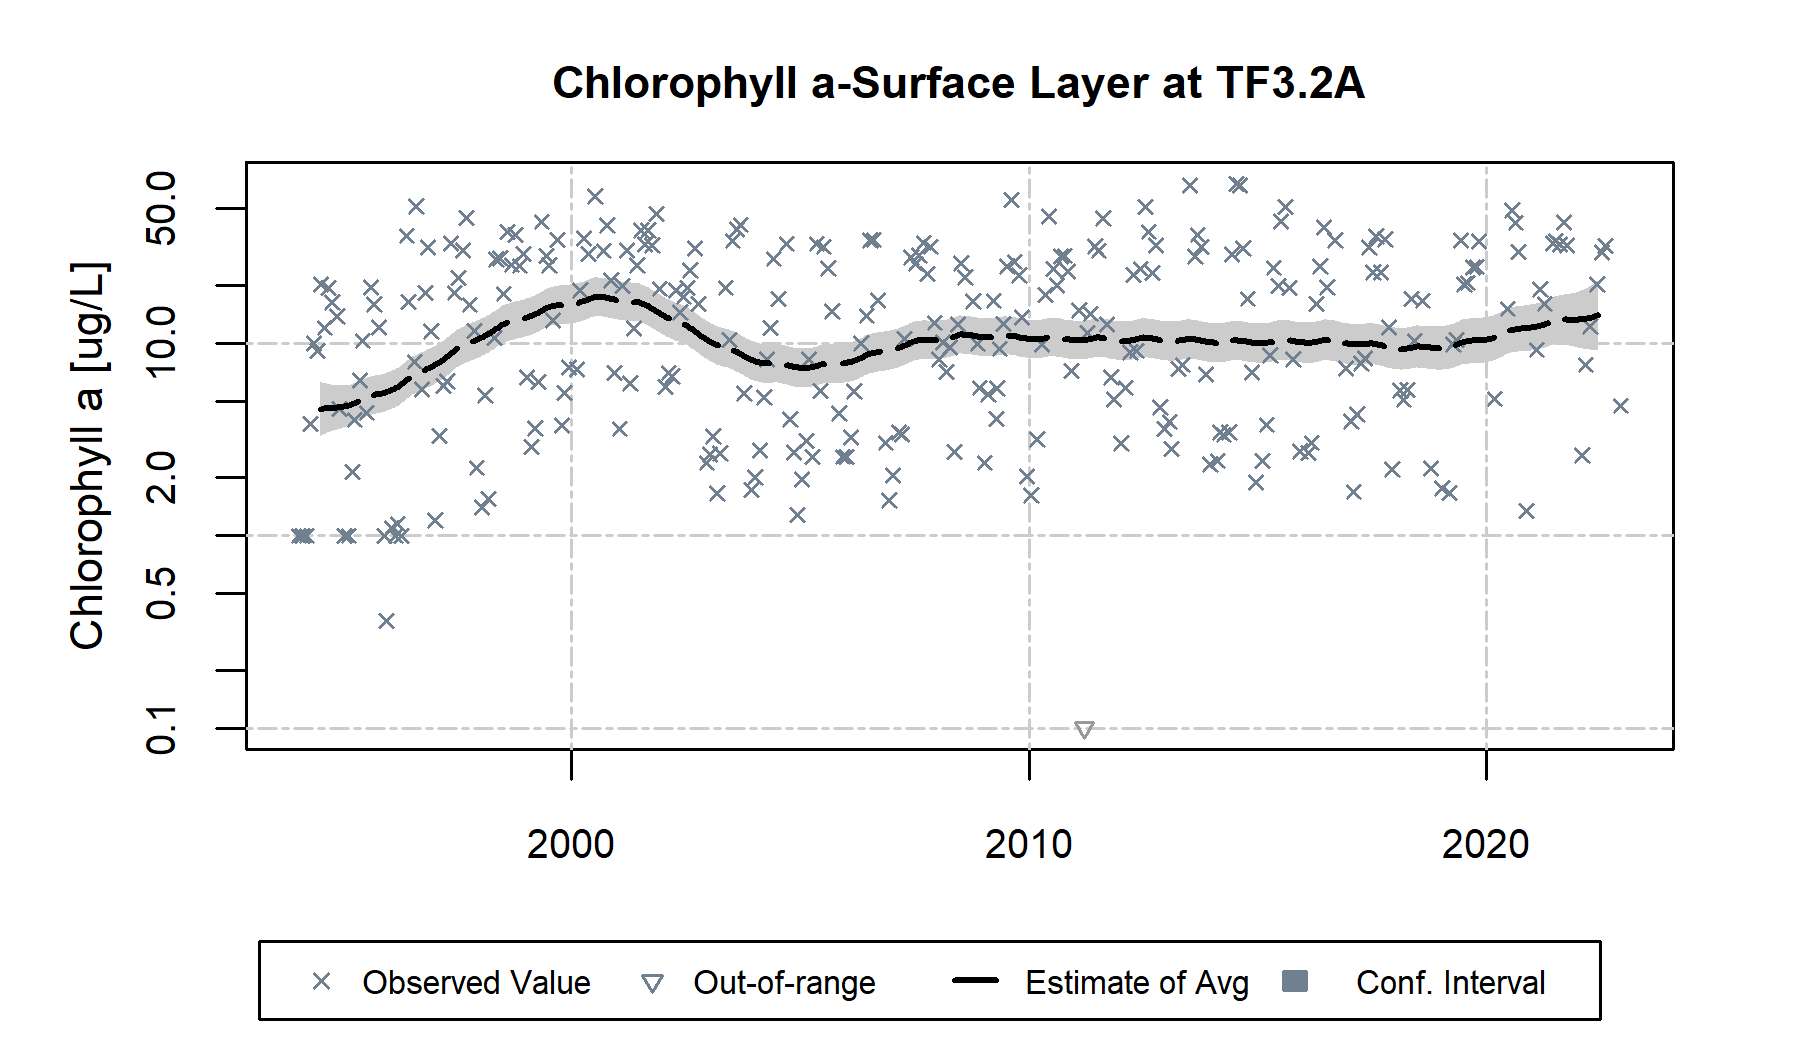 Chlorophyll a-Surface Layer at TF3.2A
Chlorophyll a [ug/L]
50.0
10.0
2.0
0.5
0.1
2000 2010 2020
Observed Value Out-of-range Estimate of Avg Conf. Interval